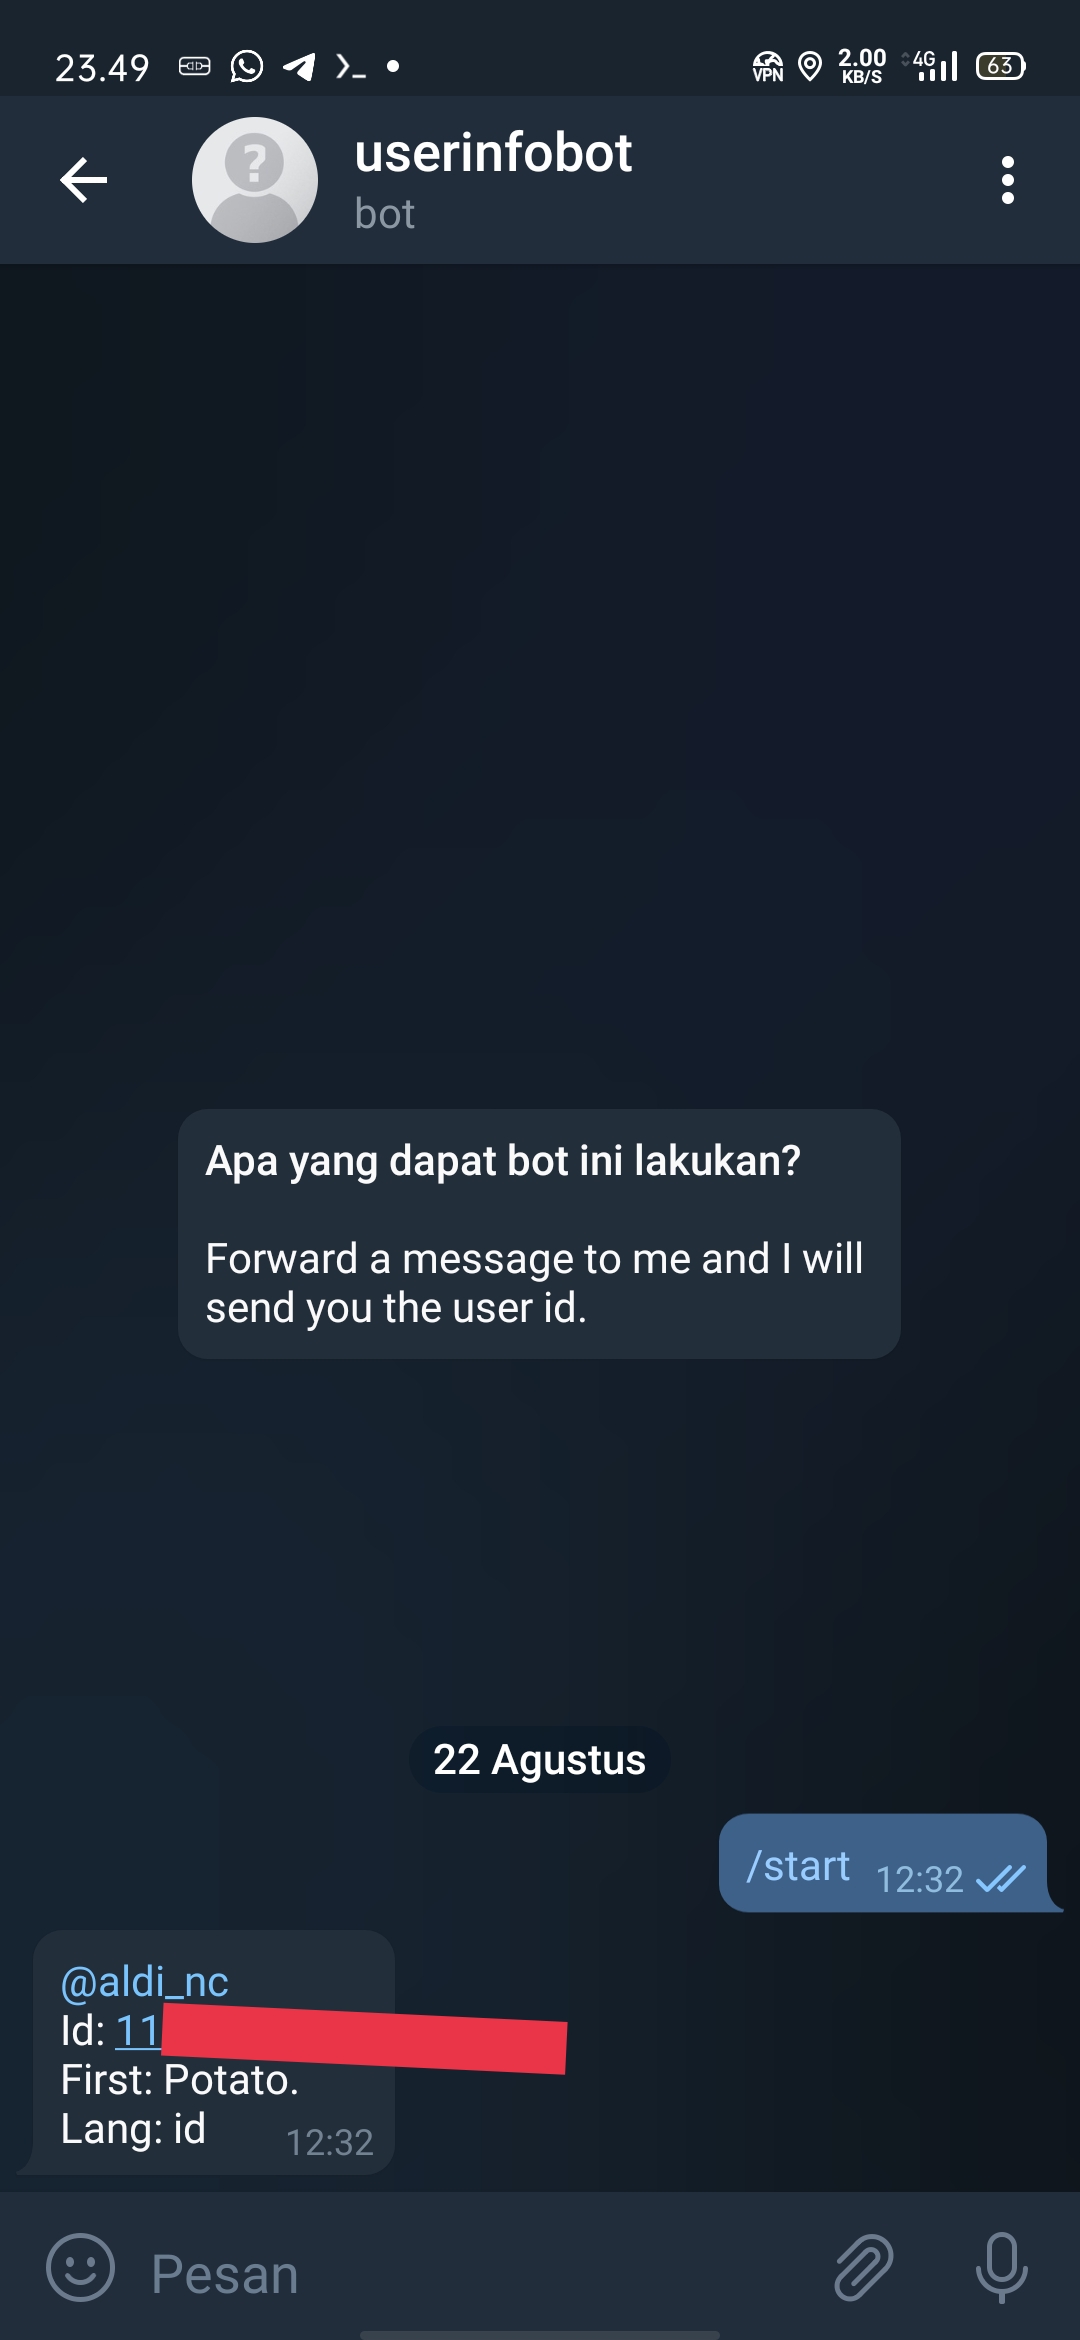 23.49
VPN
2.00
KB/S
4G
63
?
userinfobot
bot
Apa yang dapat bot ini lakukan?
Forward a message to me and I will
send you the user id.
22 Agustus
/start 12:32
@aldi_nc
Id: 11
First: Potato.
Lang: id 12:32
Pesan